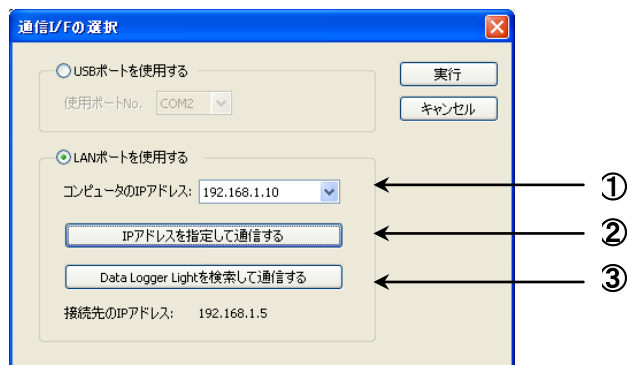 通信I/Fの選択
USBポートを使用する
使用ポートNo. COM2
実行
キャンセル
LANポートを使用する
コンピュータのIPアドレス: 192.168.1.10
①
IPアドレスを指定して通信する
②
Data Logger Lightを検索して通信する
③
接続先のIPアドレス: 192.168.1.5